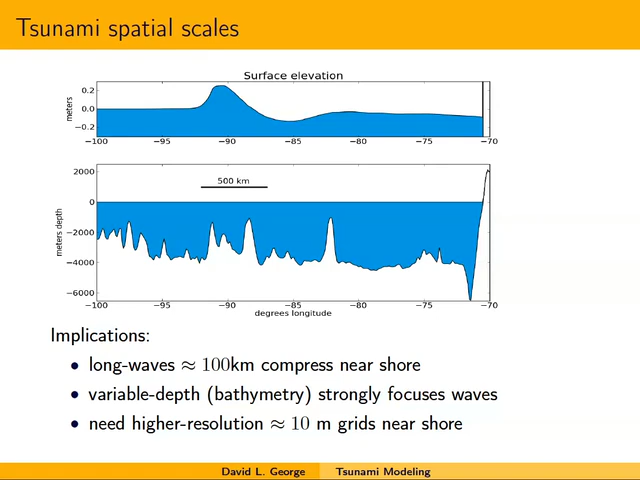 Tsunami spatial scales
Surface elevation
meters
0.2
0.0
−0.2
−100 −95 −90 −85 −80 −75 −70
500 km
meters depth
2000
0
−2000
−4000
−6000
−100 −95 −90 −85 −80 −75 −70
degrees longitude
Implications:
• long-waves ≈ 100km compress near shore
• variable-depth (bathymetry) strongly focuses waves
• need higher-resolution ≈ 10 m grids near shore
David L. George Tsunami Modeling